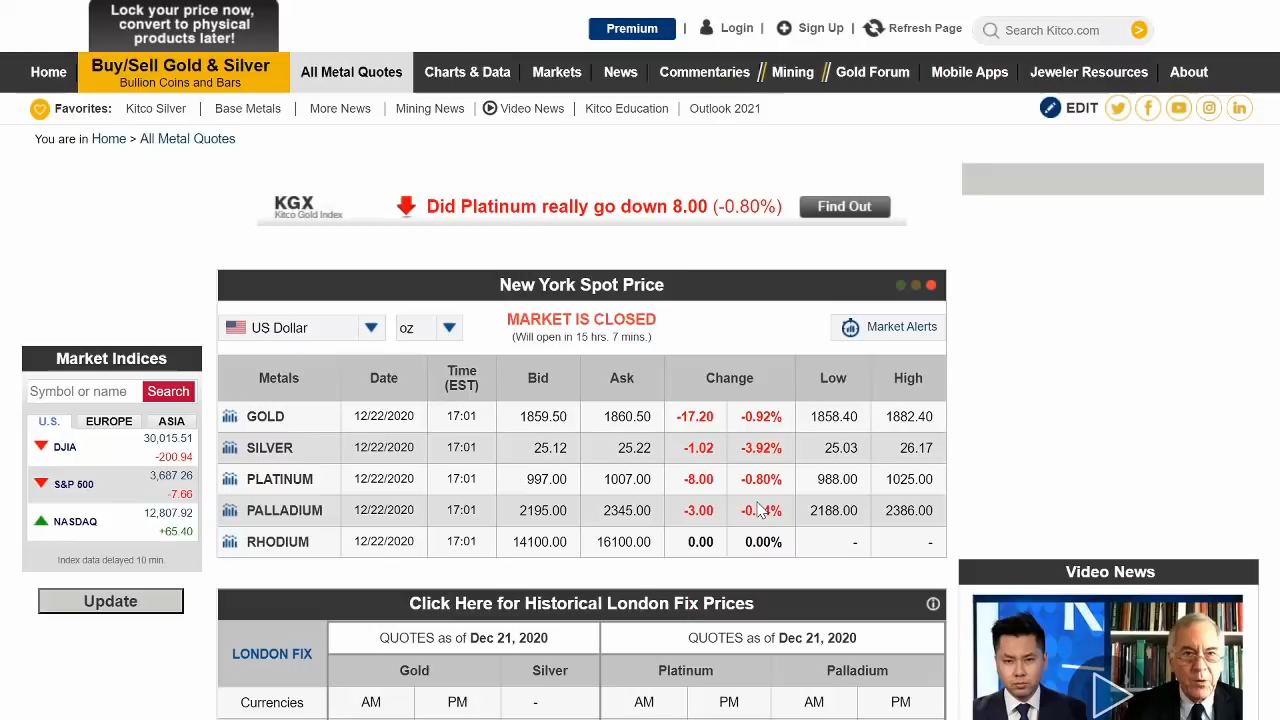 Lock your price now,
convert to physical
products later!
Premium | Login | Sign Up | Refresh Page Search Kitco.com >
Home Buy/Sell Gold & Silver All Metal Quotes Charts & Data Markets News Commentaries // Mining // Gold Forum Mobile Apps Jeweler Resources About
Bullion Coins and Bars
Favorites: Kitco Silver | Base Metals | More News | Mining News | Video News | Kitco Education | Outlook 2021 EDIT
You are in Home > All Metal Quotes
KGX Did Platinum really go down 8.00 (-0.80%) Find Out
Kitco Gold Index
New York Spot Price
US Dollar oz MARKET IS CLOSED Market Alerts
(Will open in 15 hrs. 7 mins.)
Metals Date Time (EST) Bid Ask Change Low High
GOLD 12/22/2020 17:01 1859.50 1860.50 -17.20 -0.92% 1858.40 1882.40
SILVER 12/22/2020 17:01 25.12 25.22 -1.02 -3.92% 25.03 26.17
PLATINUM 12/22/2020 17:01 997.00 1007.00 -8.00 -0.80% 988.00 1025.00
PALLADIUM 12/22/2020 17:01 2195.00 2345.00 -3.00 2188.00 2386.00
RHODIUM 12/22/2020 17:01 14100.00 16100.00 0.00 0.00% - -
Market Indices
Symbol or name Search
U.S. EUROPE ASIA
DJIA 30,015.51
-200.94
S&P 500 3,687.26
-7.66
NASDAQ 12,807.92
+65.40
Index data delayed 10 min.
Update
Click Here for Historical London Fix Prices
LONDON FIX QUOTES as of Dec 21, 2020 QUOTES as of Dec 21, 2020
Gold Silver Platinum Palladium
Currencies AM PM - AM PM AM PM
Video News